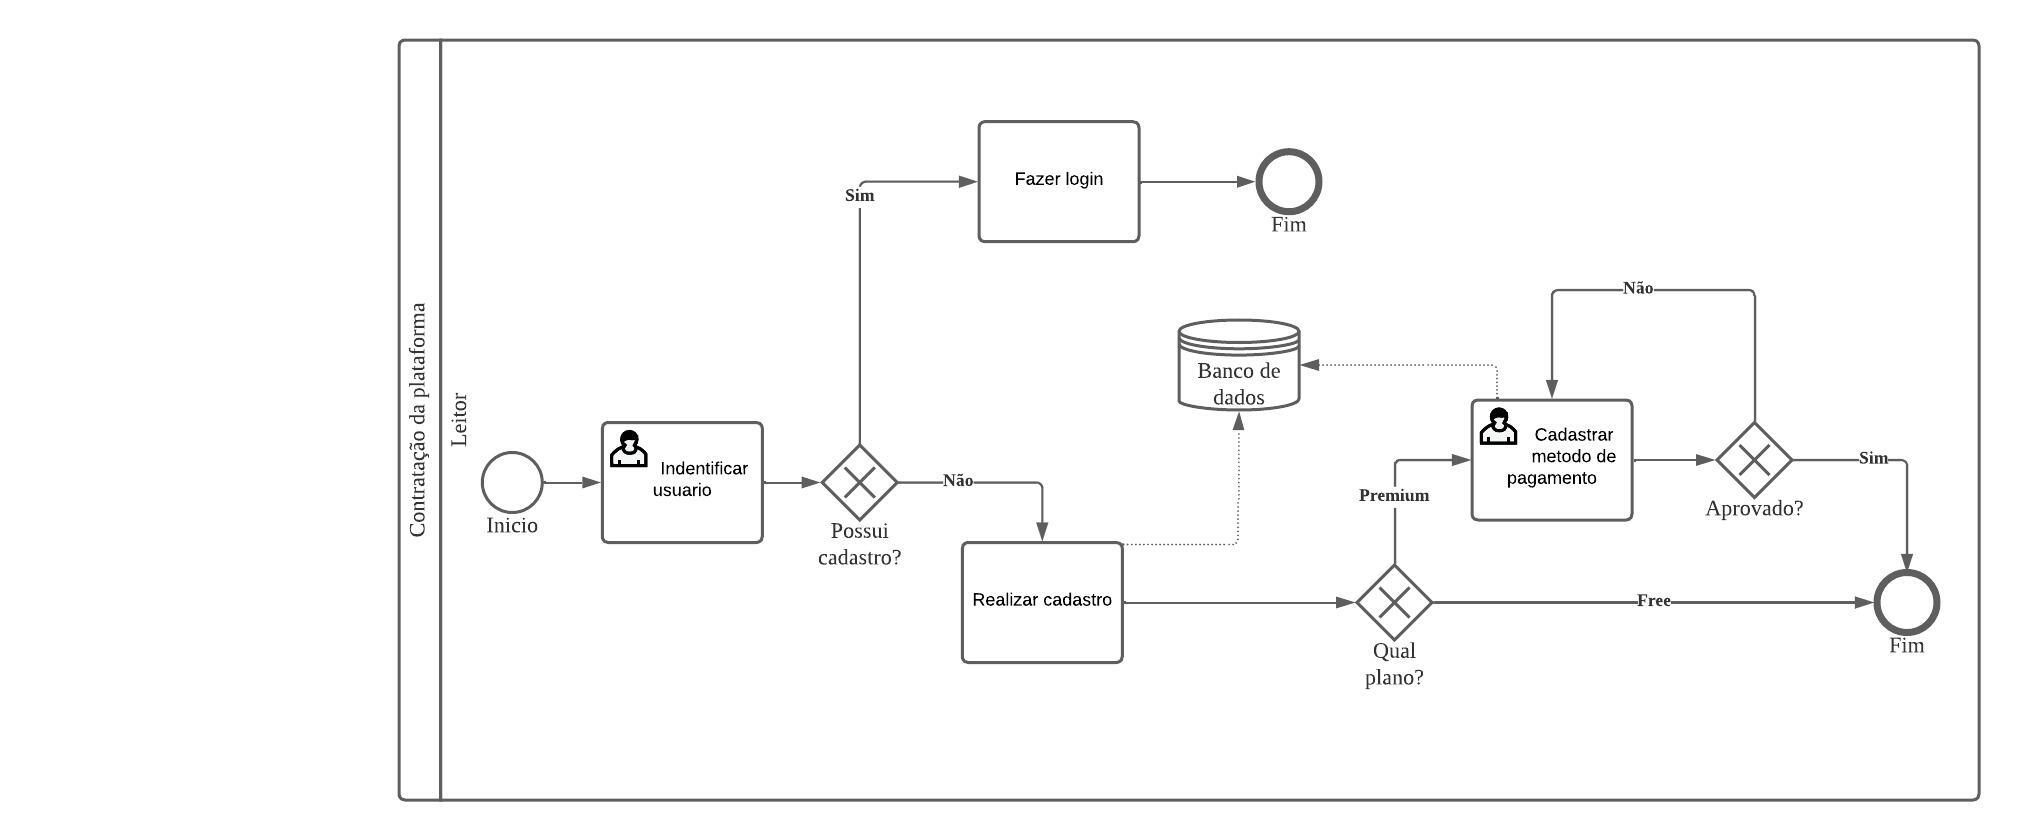 Contratação da plataforma
Leitor
Inicio
Indentificar
usuario
Possui
cadastro?
Sim
Fazer login
Fim
Não
Realizar cadastro
Banco de
dados
Qual
plano?
Premium
Cadastrar
metodo de
pagamento
Não
Aprovado?
Sim
Free
Fim